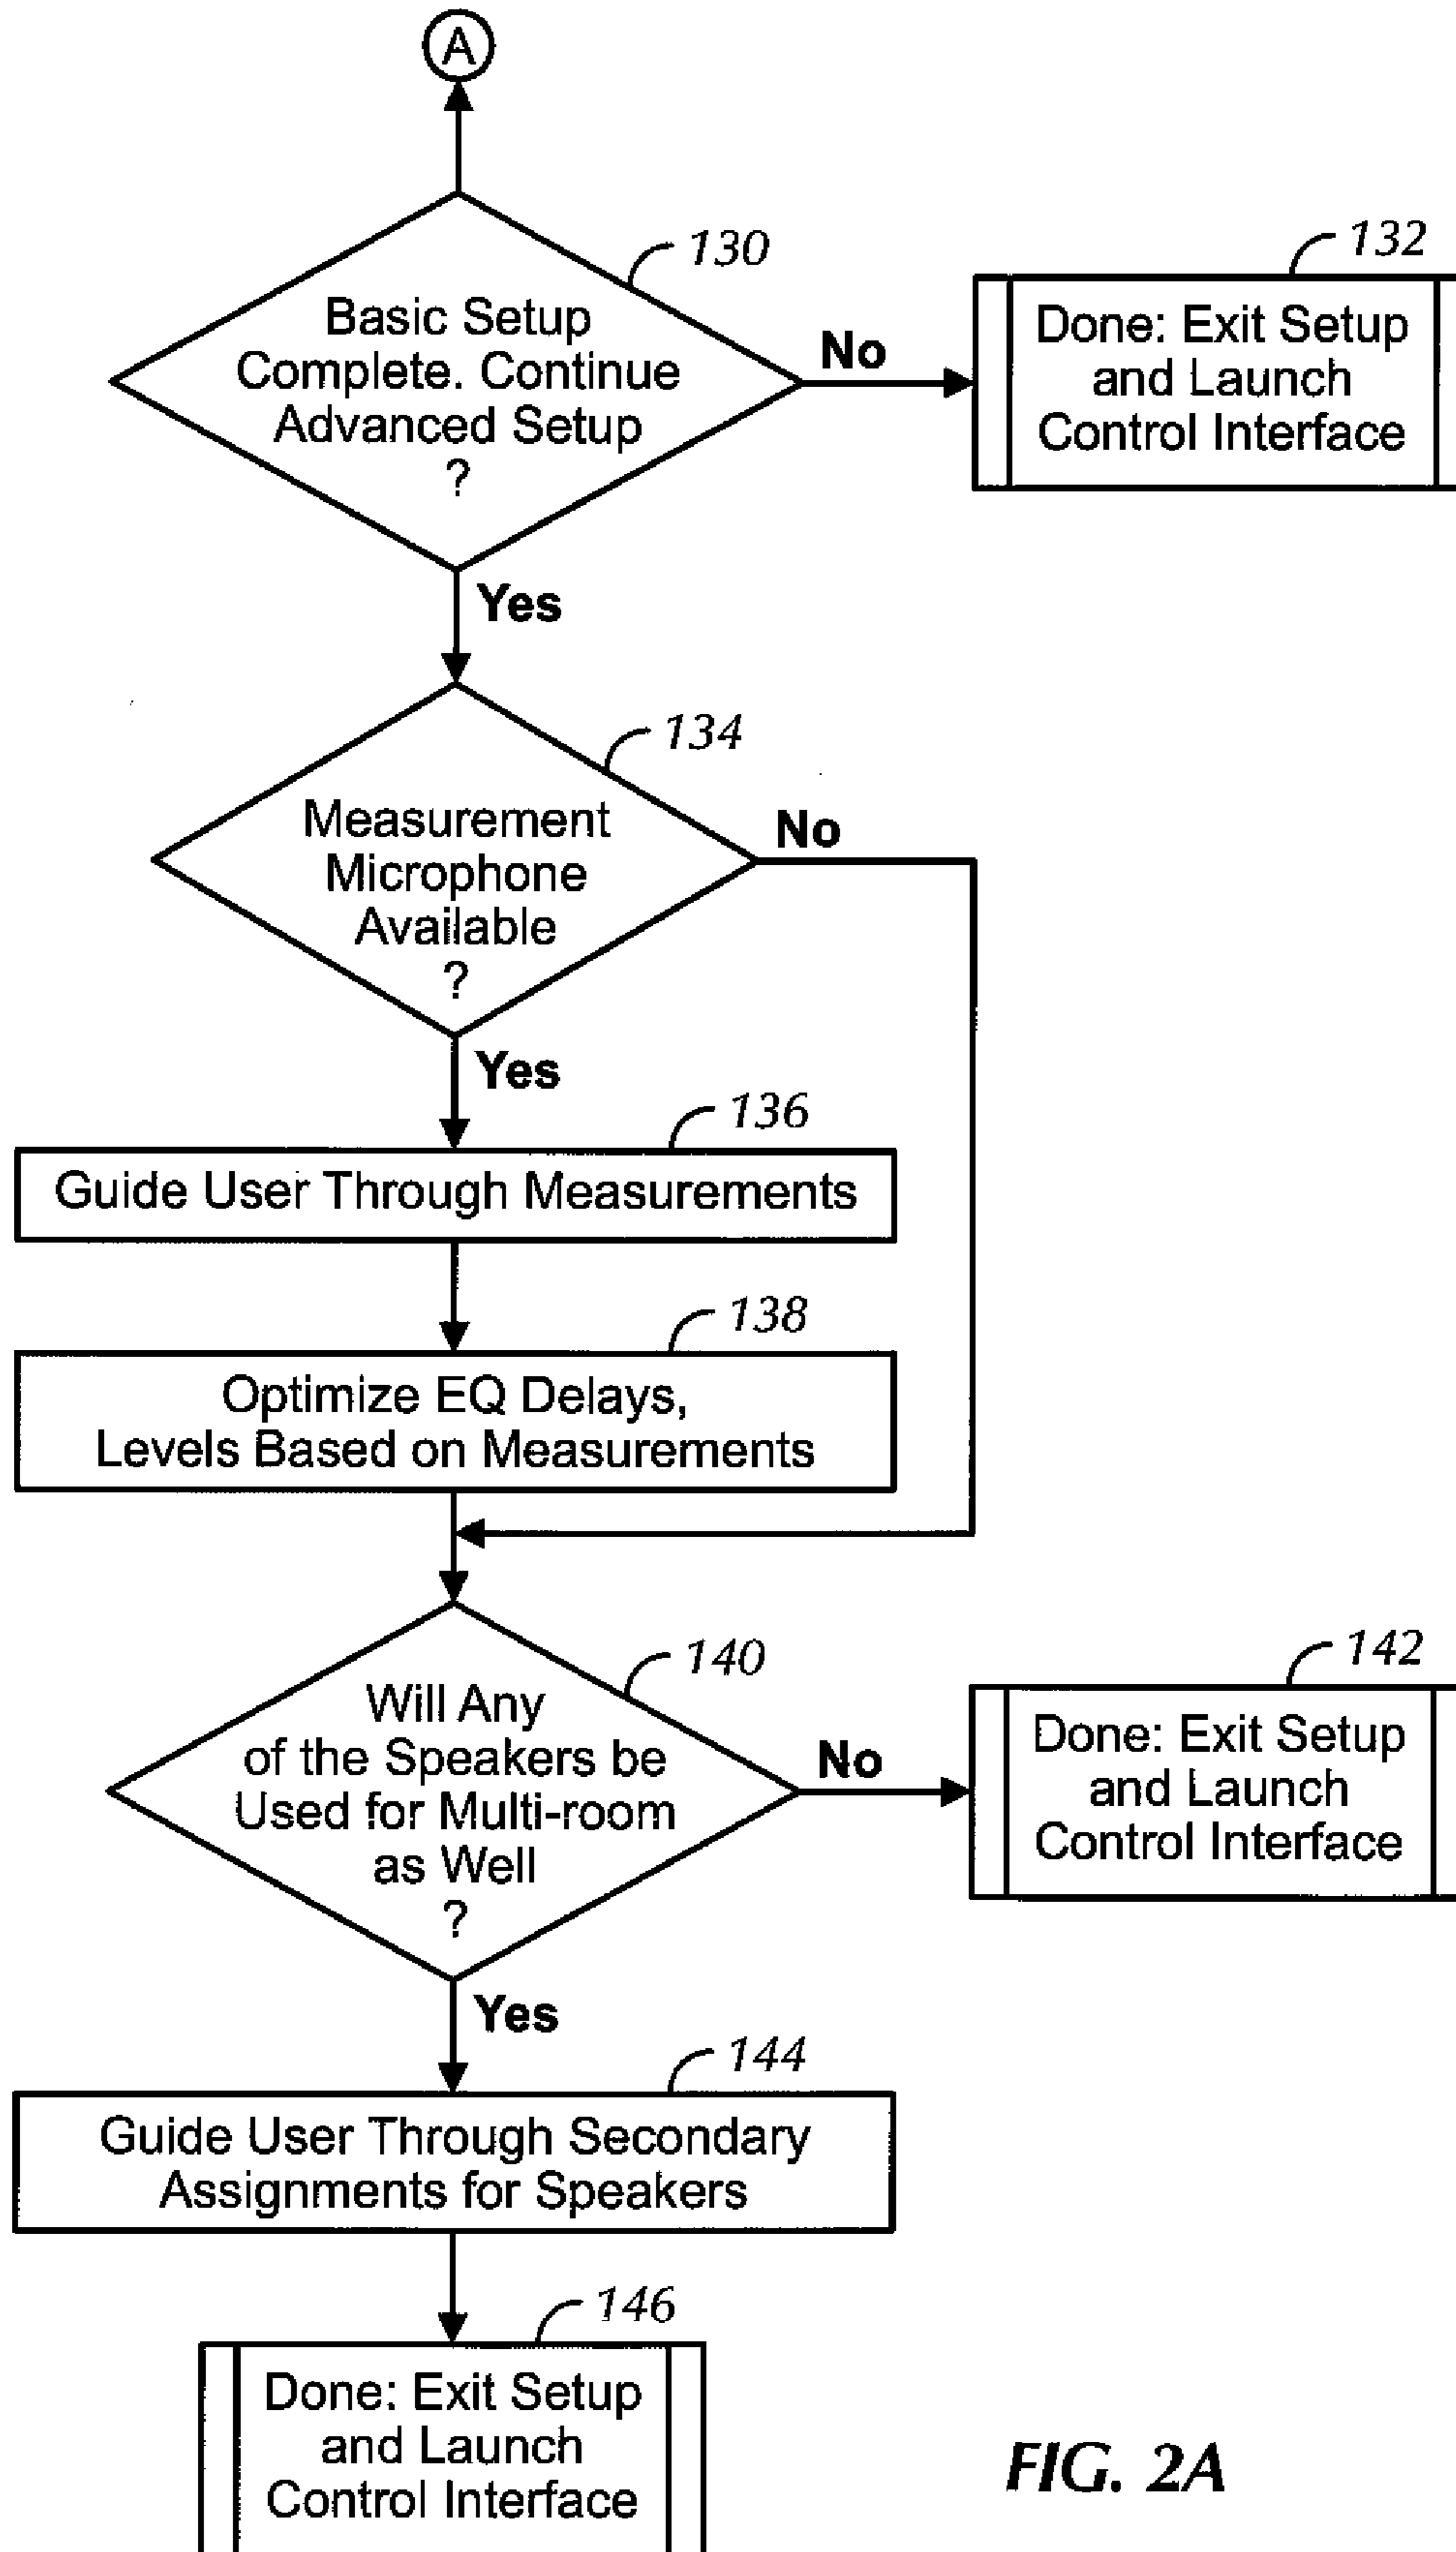 A
130
Basic Setup
Complete. Continue
Advanced Setup
?
No
132
Done: Exit Setup
and Launch
Control Interface
Yes
134
Measurement
Microphone
Available
?
No
Yes
136
Guide User Through Measurements
138
Optimize EQ Delays,
Levels Based on Measurements
140
Will Any
of the Speakers be
Used for Multi-room
as Well
?
No
142
Done: Exit Setup
and Launch
Control Interface
Yes
144
Guide User Through Secondary
Assignments for Speakers
146
Done: Exit Setup
and Launch
Control Interface
FIG. 2A